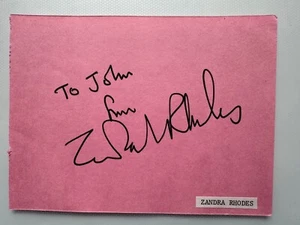 To John
from
Zandra Rhodes
ZANDRA RHODES